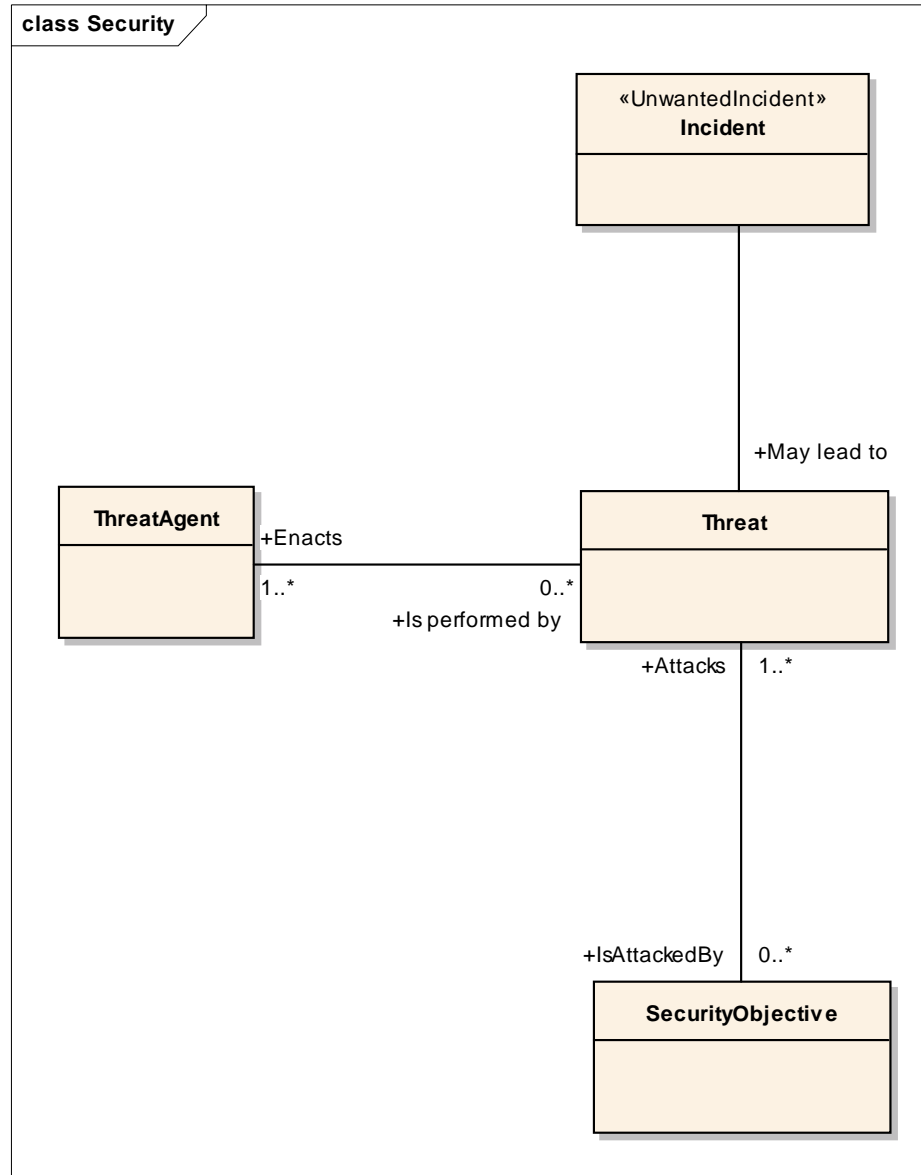 class Security
«UnwantedIncident»
Incident
+May lead to
ThreatAgent
Threat
+Enacts
1..*
0..*
+Is performed by
+Attacks
1..*
+IsAttackedBy
0..*
SecurityObjective